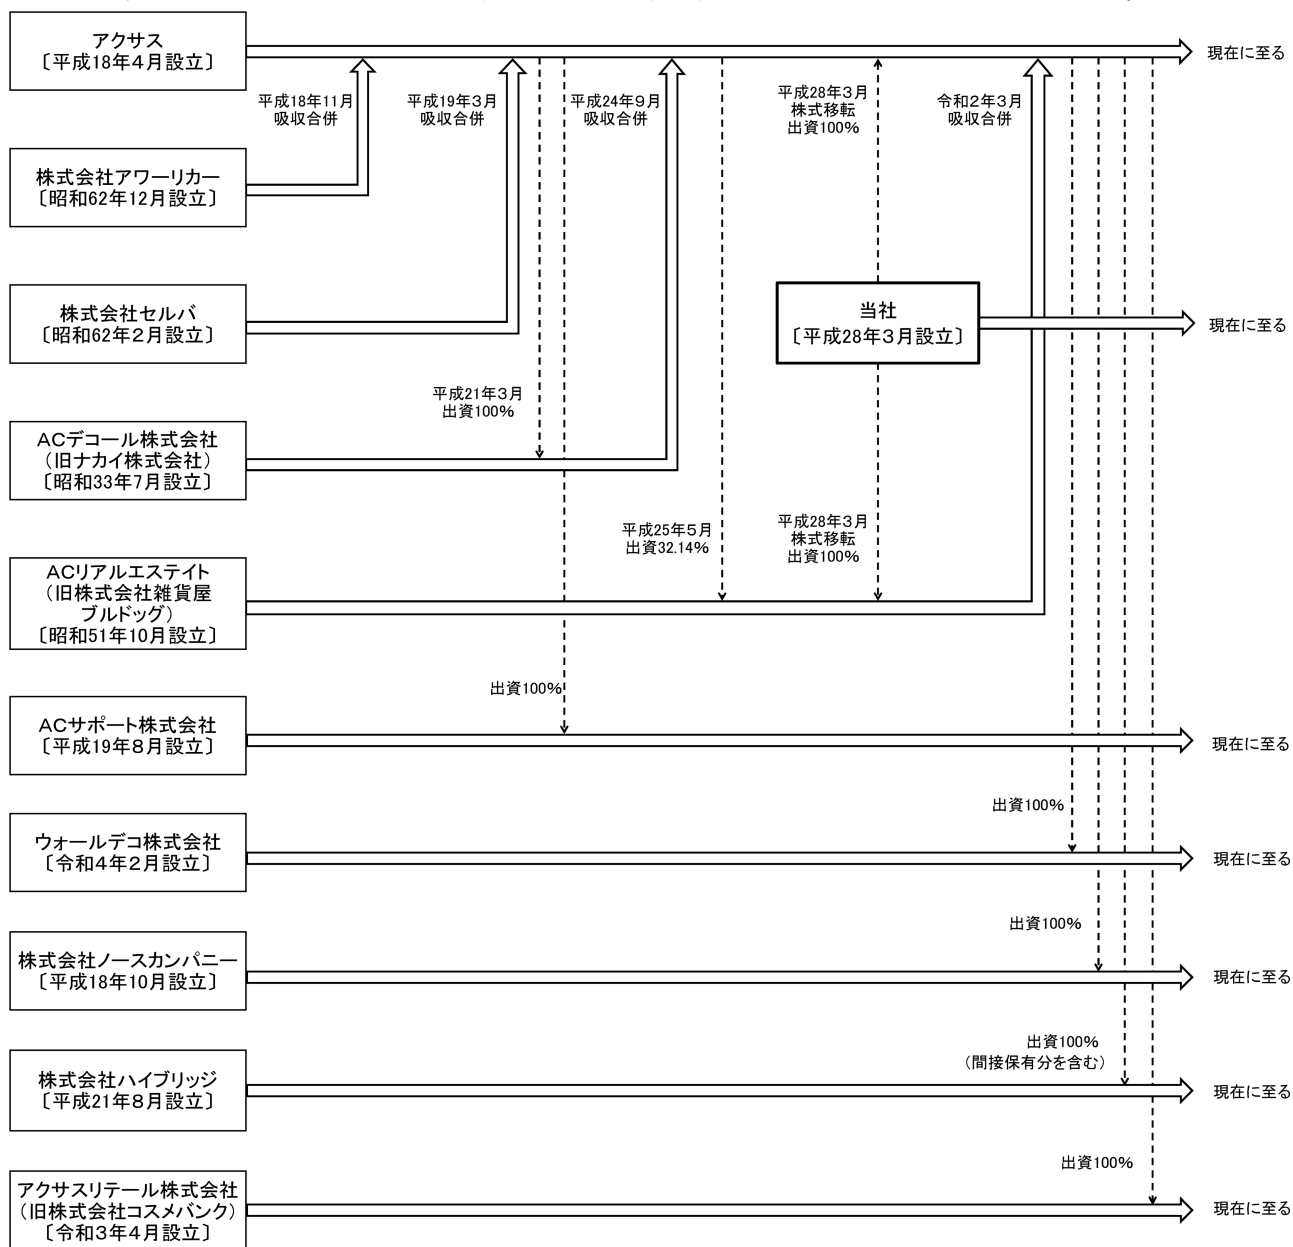 アクサス
〔平成18年4月設立〕
現在に至る
平成18年11月
吸収合併
平成19年3月
吸収合併
平成24年9月
吸収合併
平成28年3月
株式移転
出資100%
令和2年3月
吸収合併
株式会社アワーリカー
〔昭和62年12月設立〕
株式会社セルバ
〔昭和62年2月設立〕
当社
〔平成28年3月設立〕
現在に至る
平成21年3月
出資100%
ACデコール株式会社
(旧ナカイ株式会社)
〔昭和33年7月設立〕
平成25年5月
出資32.14%
平成28年3月
株式移転
出資100%
ACリアルエステイト
(旧株式会社雑貨屋
ブルドッグ)
〔昭和51年10月設立〕
出資100%
ACサポート株式会社
〔平成19年8月設立〕
現在に至る
出資100%
ウォールデコ株式会社
〔令和4年2月設立〕
現在に至る
出資100%
株式会社ノースカンパニー
〔平成18年10月設立〕
現在に至る
出資100%
(間接保有分を含む)
株式会社ハイブリッジ
〔平成21年8月設立〕
現在に至る
出資100%
アクサスリテール株式会社
(旧株式会社コスメバンク)
〔令和3年4月設立〕
現在に至る